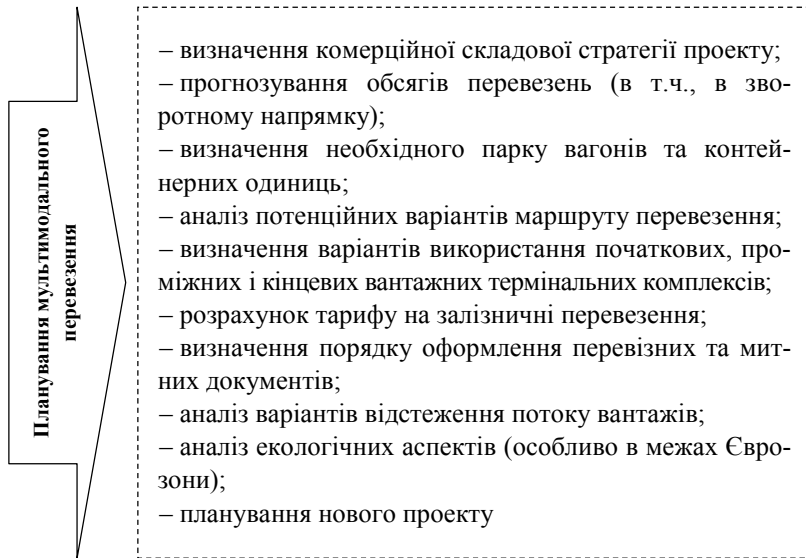 Планування мультимодального
перевезення
– визначення комерційної складової стратегії проекту;
– прогнозування обсягів перевезень (в т.ч., в зво-
ротному напрямку);
– визначення необхідного парку вагонів та контей-
нерних одиниць;
– аналіз потенційних варіантів маршруту перевезення;
– визначення варіантів використання початкових, про-
міжних і кінцевих вантажних термінальних комплексів;
– розрахунок тарифу на залізничні перевезення;
– визначення порядку оформлення перевізних та мит-
них документів;
– аналіз варіантів відстеження потоку вантажів;
– аналіз екологічних аспектів (особливо в межах Євро-
зони);
– планування нового проекту